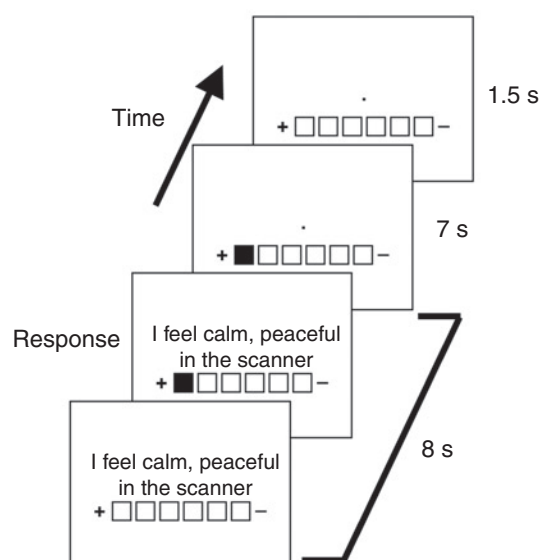 1.5 s
Time
+ −
7 s
+ −
Response
I feel calm, peaceful
in the scanner
+ −
8 s
I feel calm, peaceful
in the scanner
+ −